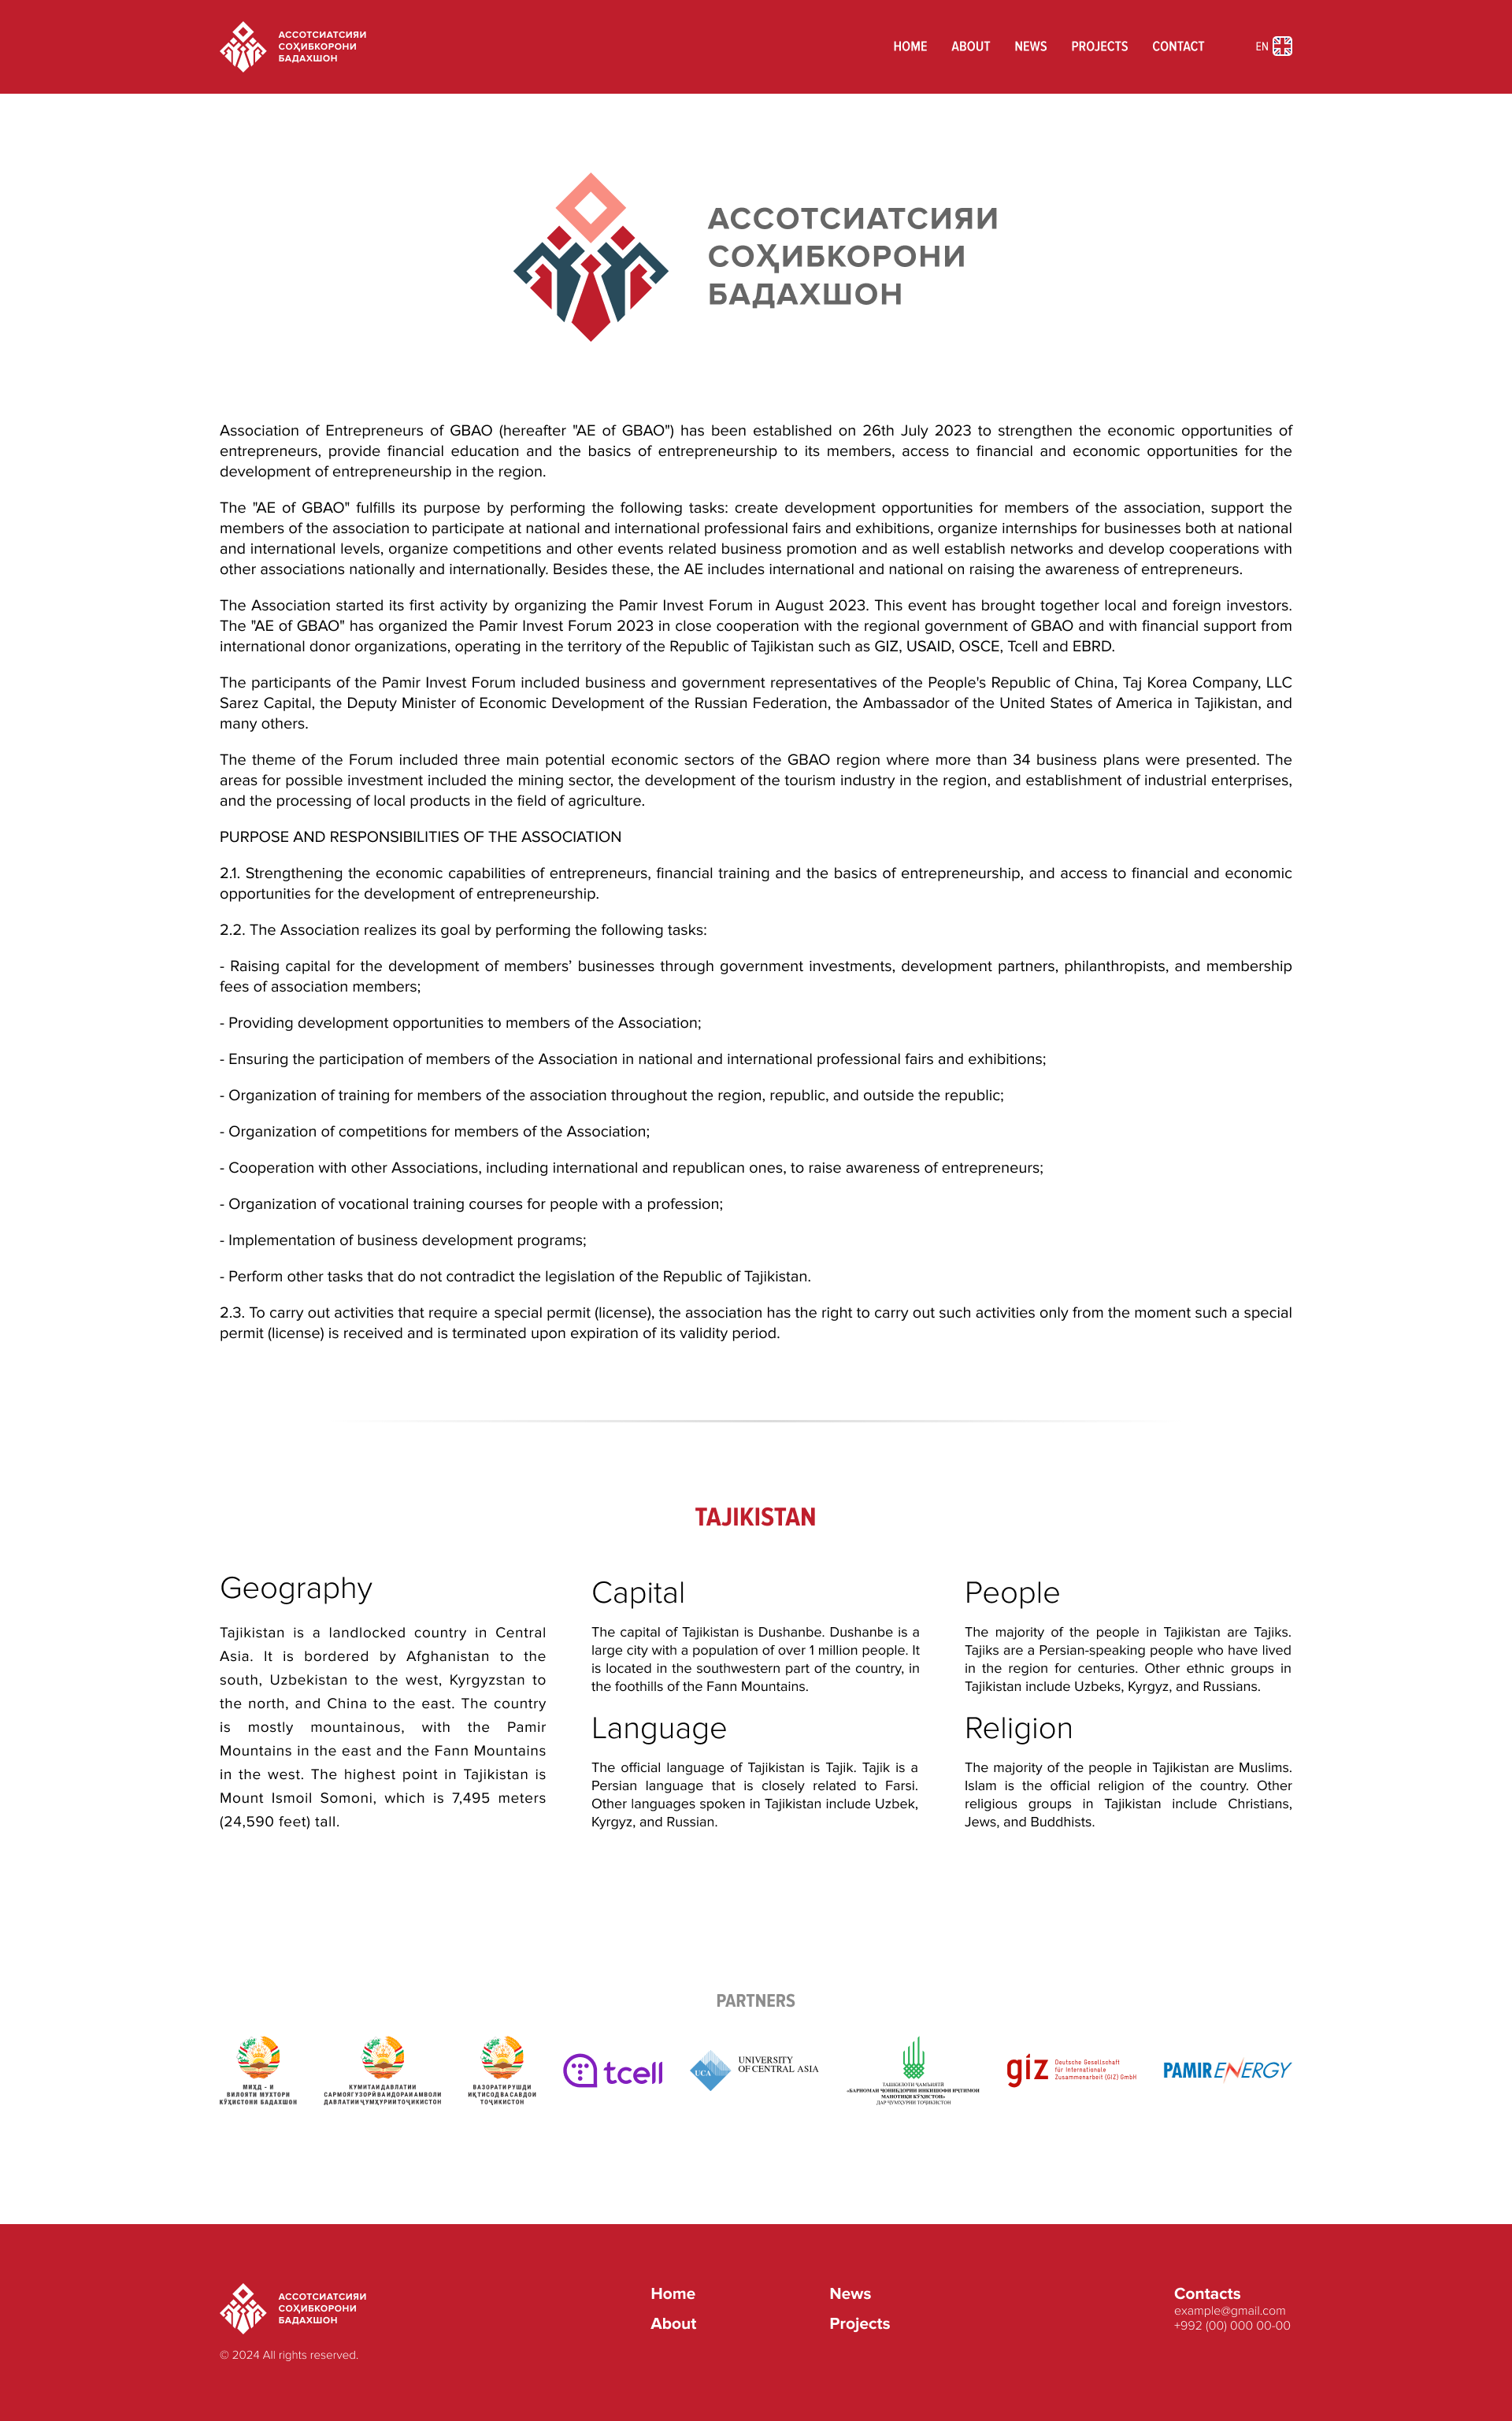 АССОТСИАТСИЯИ
СОҲИБКОРОНИ
БАДАХШОН
HOME ABOUT NEWS PROJECTS CONTACT EN
АССОТСИАТСИЯИ
СОҲИБКОРОНИ
БАДАХШОН
Association of Entrepreneurs of GBAO (hereafter "AE of GBAO") has been established on 26th July 2023 to strengthen the economic opportunities of
entrepreneurs, provide financial education and the basics of entrepreneurship to its members, access to financial and economic opportunities for the
development of entrepreneurship in the region.
The "AE of GBAO" fulfills its purpose by performing the following tasks: create development opportunities for members of the association, support the
members of the association to participate at national and international professional fairs and exhibitions, organize internships for businesses both at national
and international levels, organize competitions and other events related business promotion and as well establish networks and develop cooperations with
other associations nationally and internationally. Besides these, the AE includes international and national on raising the awareness of entrepreneurs.
The Association started its first activity by organizing the Pamir Invest Forum in August 2023. This event has brought together local and foreign investors.
The "AE of GBAO" has organized the Pamir Invest Forum 2023 in close cooperation with the regional government of GBAO and with financial support from
international donor organizations, operating in the territory of the Republic of Tajikistan such as GIZ, USAID, OSCE, Tcell and EBRD.
The participants of the Pamir Invest Forum included business and government representatives of the People's Republic of China, Taj Korea Company, LLC
Sarez Capital, the Deputy Minister of Economic Development of the Russian Federation, the Ambassador of the United States of America in Tajikistan, and
many others.
The theme of the Forum included three main potential economic sectors of the GBAO region where more than 34 business plans were presented. The
areas for possible investment included the mining sector, the development of the tourism industry in the region, and establishment of industrial enterprises,
and the processing of local products in the field of agriculture.
PURPOSE AND RESPONSIBILITIES OF THE ASSOCIATION
2.1. Strengthening the economic capabilities of entrepreneurs, financial training and the basics of entrepreneurship, and access to financial and economic
opportunities for the development of entrepreneurship.
2.2. The Association realizes its goal by performing the following tasks:
- Raising capital for the development of members’ businesses through government investments, development partners, philanthropists, and membership
fees of association members;
- Providing development opportunities to members of the Association;
- Ensuring the participation of members of the Association in national and international professional fairs and exhibitions;
- Organization of training for members of the association throughout the region, republic, and outside the republic;
- Organization of competitions for members of the Association;
- Cooperation with other Associations, including international and republican ones, to raise awareness of entrepreneurs;
- Organization of vocational training courses for people with a profession;
- Implementation of business development programs;
- Perform other tasks that do not contradict the legislation of the Republic of Tajikistan.
2.3. To carry out activities that require a special permit (license), the association has the right to carry out such activities only from the moment such a special
permit (license) is received and is terminated upon expiration of its validity period.
TAJIKISTAN
Geography
Tajikistan is a landlocked country in Central
Asia. It is bordered by Afghanistan to the
south, Uzbekistan to the west, Kyrgyzstan to
the north, and China to the east. The country
is mostly mountainous, with the Pamir
Mountains in the east and the Fann Mountains
in the west. The highest point in Tajikistan is
Mount Ismoil Somoni, which is 7,495 meters
(24,590 feet) tall.
Capital
The capital of Tajikistan is Dushanbe. Dushanbe is a
large city with a population of over 1 million people. It
is located in the southwestern part of the country, in
the foothills of the Fann Mountains.
Language
The official language of Tajikistan is Tajik. Tajik is a
Persian language that is closely related to Farsi.
Other languages spoken in Tajikistan include Uzbek,
Kyrgyz, and Russian.
People
The majority of the people in Tajikistan are Tajiks.
Tajiks are a Persian-speaking people who have lived
in the region for centuries. Other ethnic groups in
Tajikistan include Uzbeks, Kyrgyz, and Russians.
Religion
The majority of the people in Tajikistan are Muslims.
Islam is the official religion of the country. Other
religious groups in Tajikistan include Christians,
Jews, and Buddhists.
PARTNERS
МИҲД - И
ВИЛОЯТИ МУХТОРИ
КӮҲИСТОНИ БАДАХШОН
КУМИТАИ ДАВЛАТИИ
САРМОЯГУЗОРӢ ВА ИДОРАИ АМВОЛИ
ДАВЛАТИИ ҶУМҲУРИИ ТОҶИКИСТОН
ВАЗОРАТИ РУШДИ
ИҚТИСОД ВА САВДОИ
ТОҶИКИСТОН
tcell
UCA
UNIVERSITY
OF CENTRAL ASIA
ТАШКИЛОТИ ҶАМЪИЯТӢ
«БАРНОМАИ ҶОНИБДОРИИ ИНКИШОФИ ИҶТИМОИ
МАНОТИҚИ КӮҲИСТОН»
ДАР ҶУМҲУРИИ ТОҶИКИСТОН
giz
Deutsche Gesellschaft
für Internationale
Zusammenarbeit (GIZ) GmbH
PAMIR ENERGY
АССОТСИАТСИЯИ
СОҲИБКОРОНИ
БАДАХШОН
© 2024 All rights reserved.
Home
About
News
Projects
Contacts
example@gmail.com
+992 (00) 000 00-00